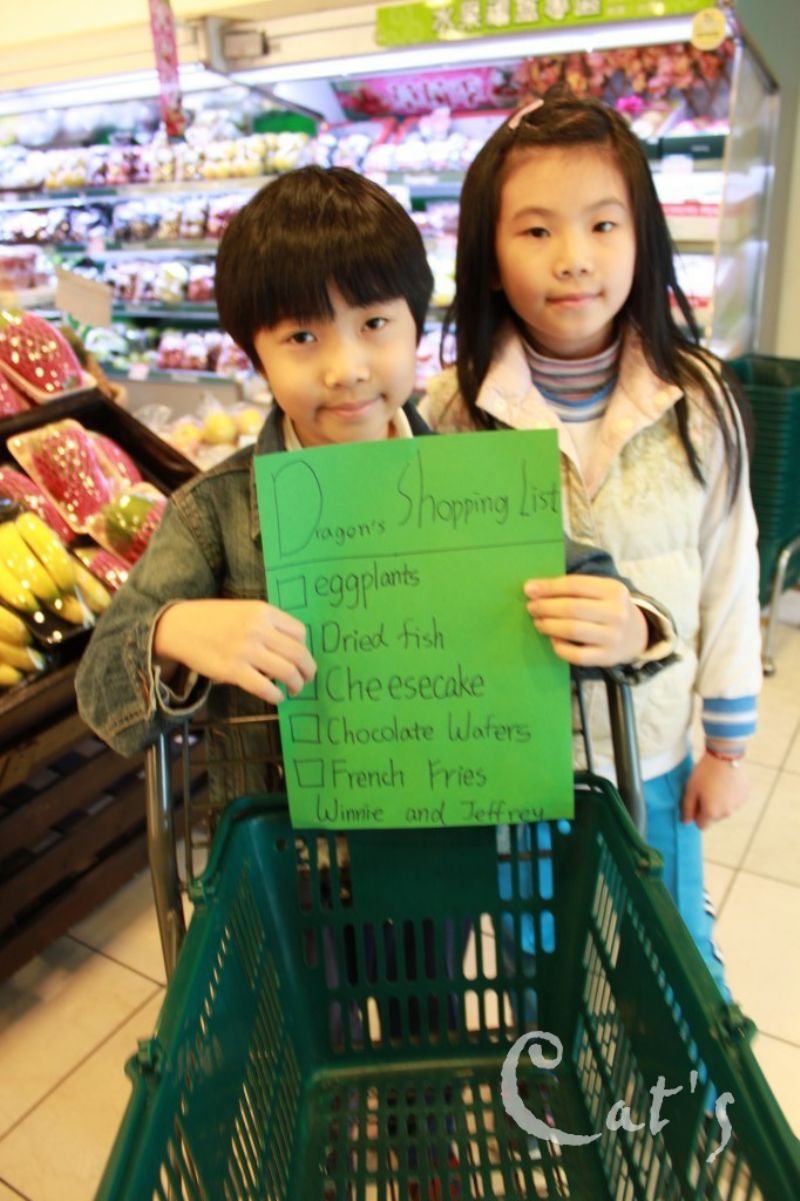 Dragon's Shopping List
eggplants
Dried fish
Cheesecake
Chocolate Wafers
French Fries
Winnie and Jeffrey
Cat's